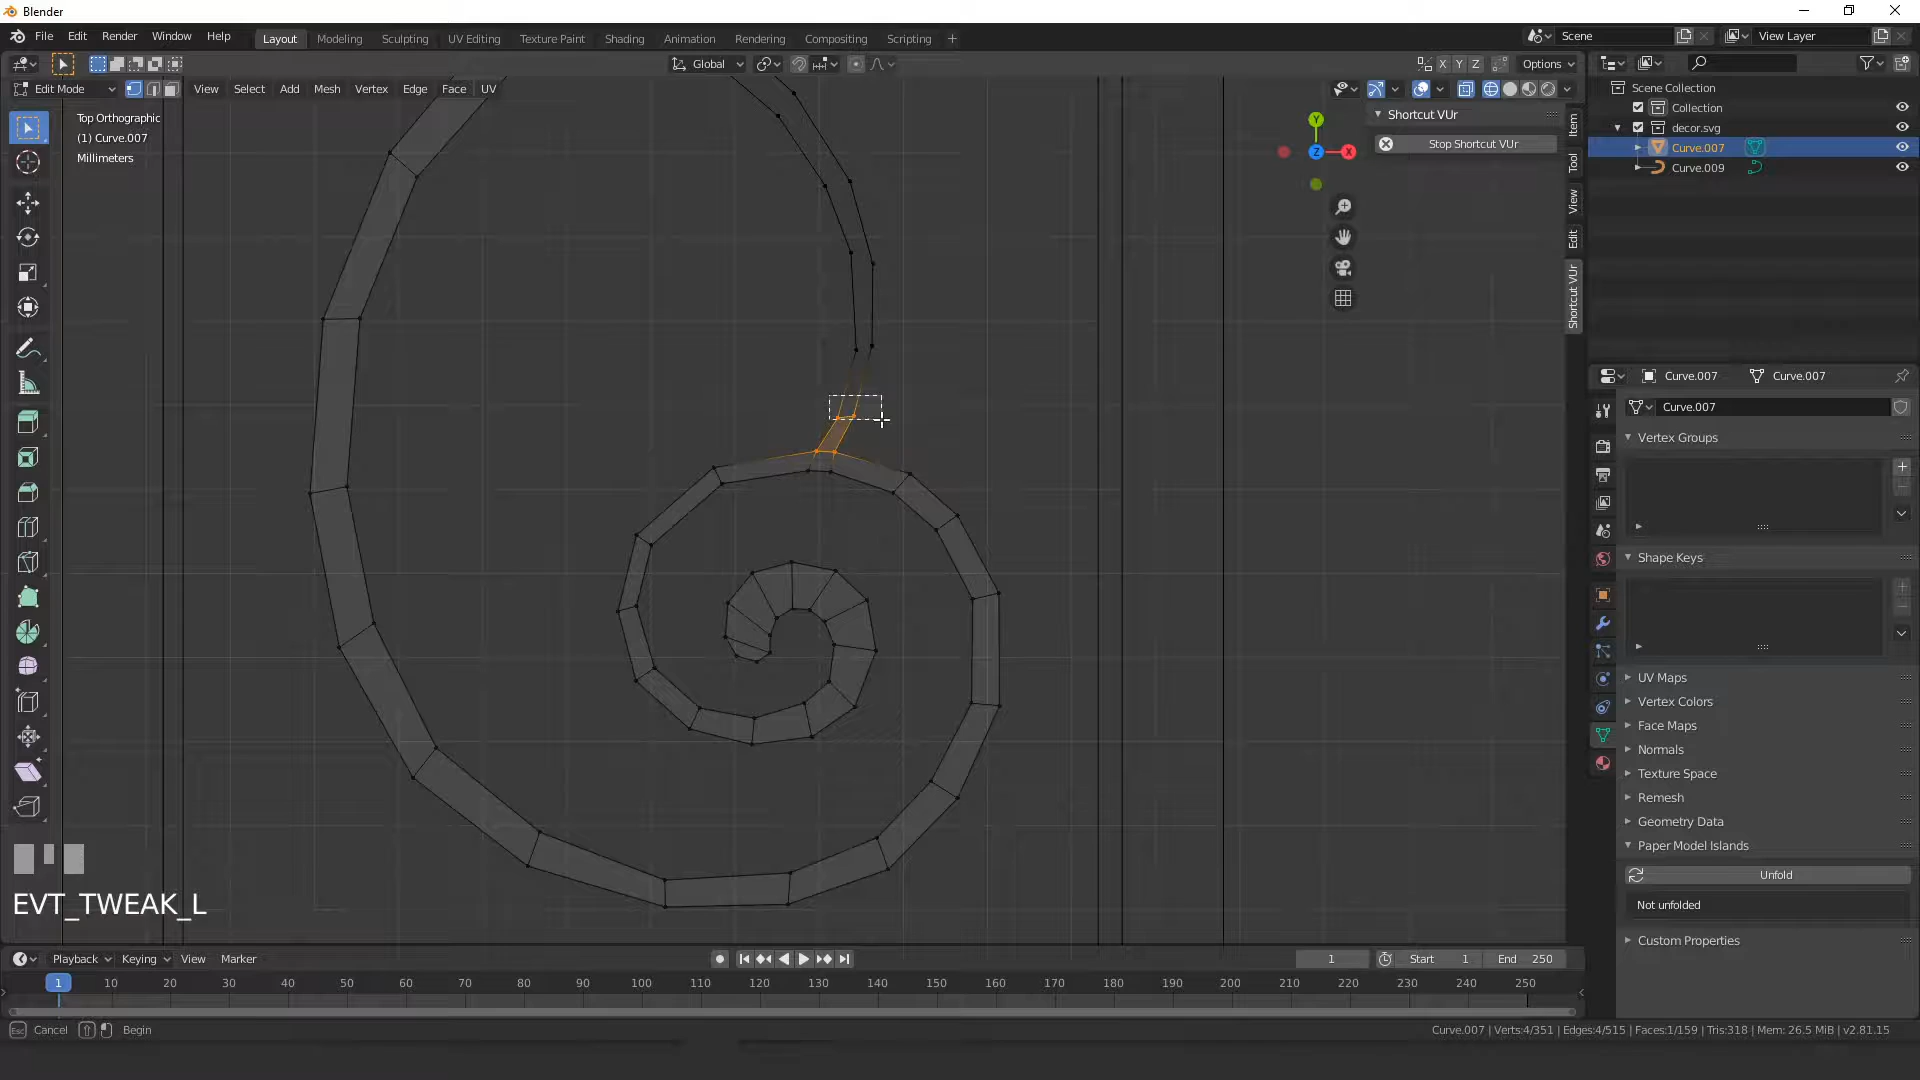 Blender
File Edit Render Window Help
Layout Modeling Sculpting UV Editing Texture Paint Shading Animation Rendering Compositing Scripting +
Scene View Layer
Global X Y Z Options
Edit Mode View Select Add Mesh Vertex Edge Face UV
Top Orthographic
(1) Curve.007
Millimeters
Y
Z X
Shortcut VUr
Stop Shortcut VUr
Item
Tool
View
Edit
Shortcut VUr
Scene Collection
Collection
decor.svg
Curve.007
Curve.009
Curve.007 Curve.007
Curve.007
Vertex Groups
Shape Keys
UV Maps
Vertex Colors
Face Maps
Normals
Texture Space
Remesh
Geometry Data
Paper Model Islands
Unfold
Not unfolded
Custom Properties
EVT_TWEAK_L
Playback Keying View Marker 1 Start 1 End 250
1 10 20 30 40 50 60 70 80 90 100 110 120 130 140 150 160 170 180 190 200 210 220 230 240 250
Esc Cancel Begin
Curve.007 | Verts:4/351 | Edges:4/515 | Faces:1/159 | Tris:318 | Mem: 26.5 MiB | v2.81.15